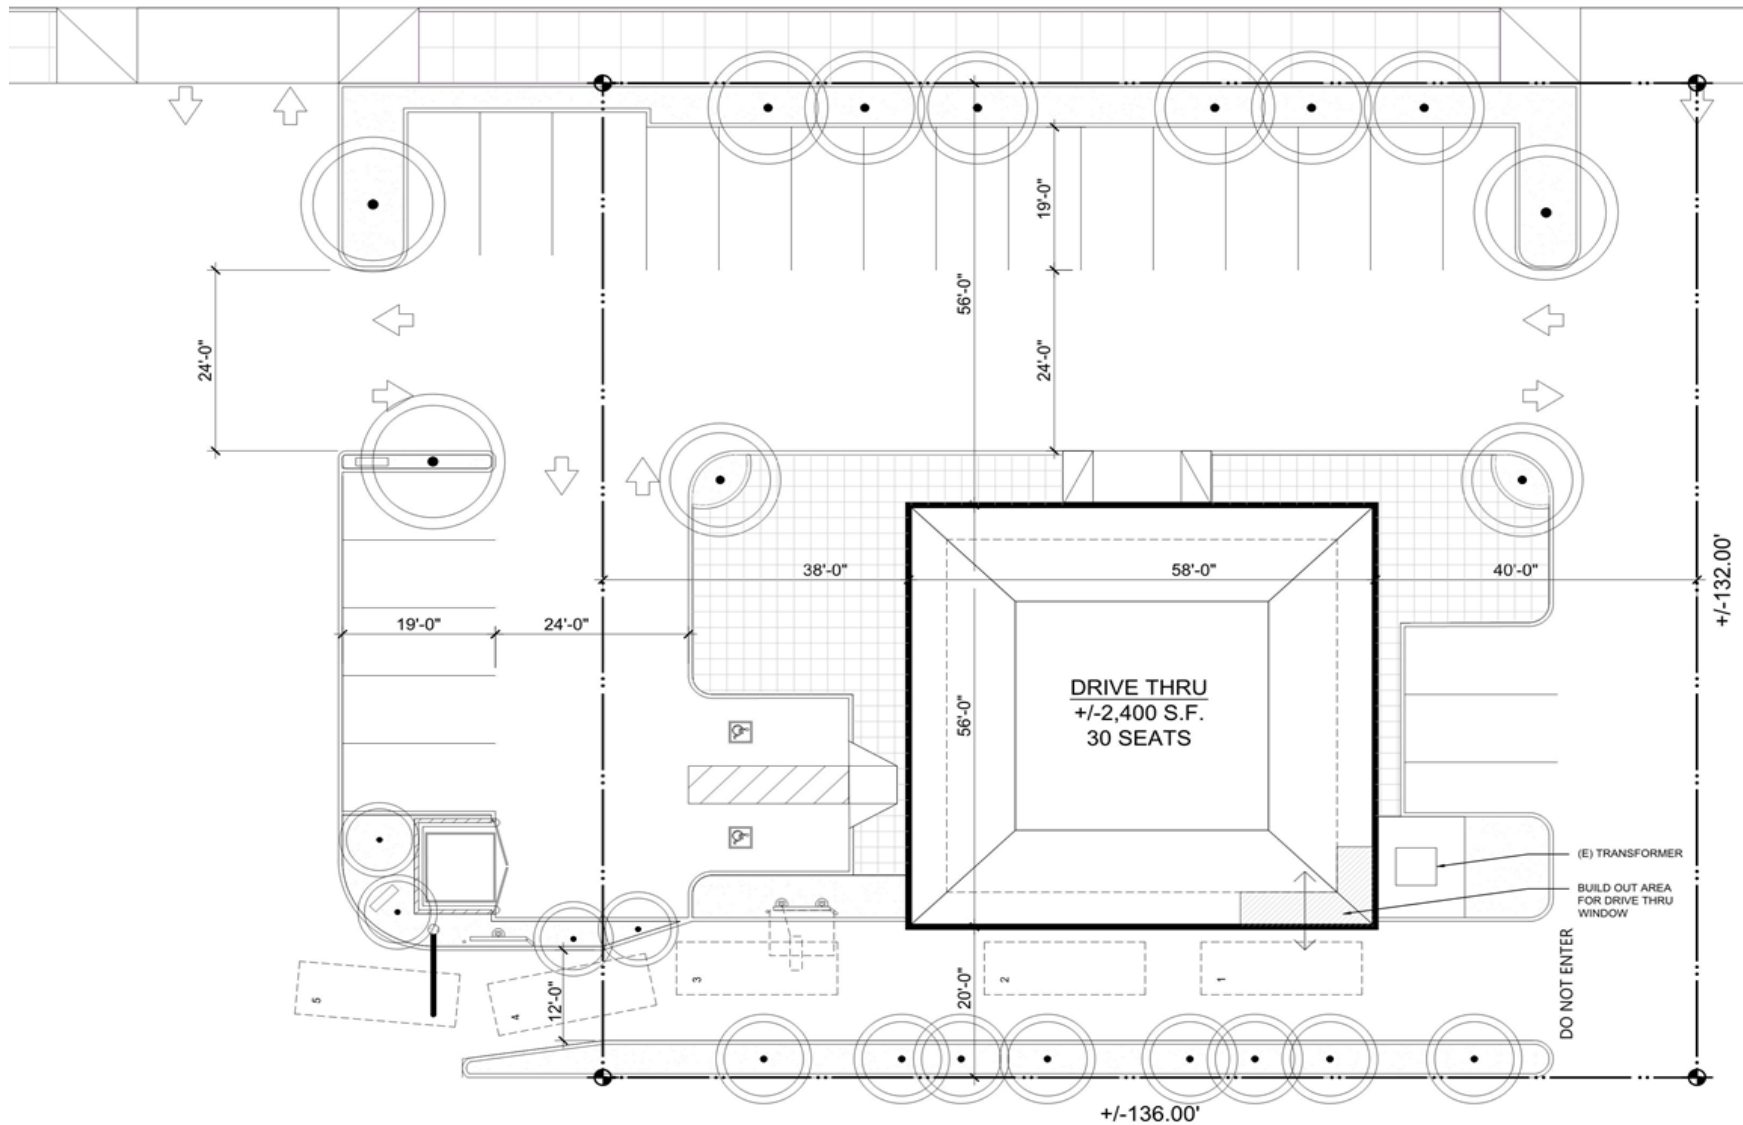 19'-0"
56'-0"
24'-0"
24'-0"
38'-0"
58'-0"
40'-0"
+/-132.00'
19'-0"
24'-0"
DRIVE THRU
+/-2,400 S.F.
30 SEATS
56'-0"
(E) TRANSFORMER
BUILD OUT AREA
FOR DRIVE THRU
WINDOW
DO NOT ENTER
5
4
3
2
1
12'-0"
20'-0"
+/-136.00'